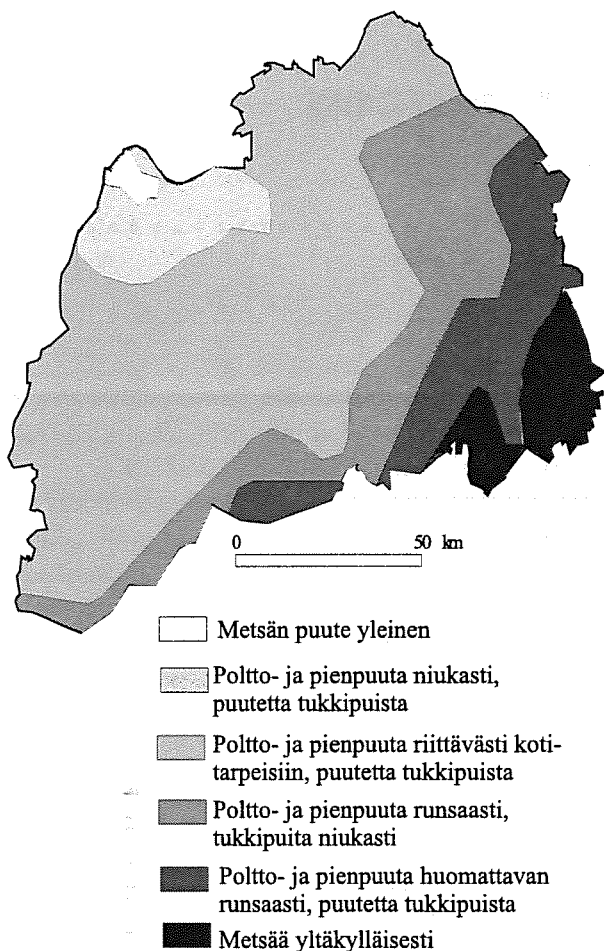 0 50 km
Metsän puute yleinen
Poltto- ja pienpuuta niukasti,
puutetta tukkipuista
Poltto- ja pienpuuta riittävästi koti-
tarpeisiin, puutetta tukkipuista
Poltto- ja pienpuuta runsaasti,
tukkipuita niukasti
Poltto- ja pienpuuta huomattavan
runsaasti, puutetta tukkipuista
Metsää yltäkylläisesti